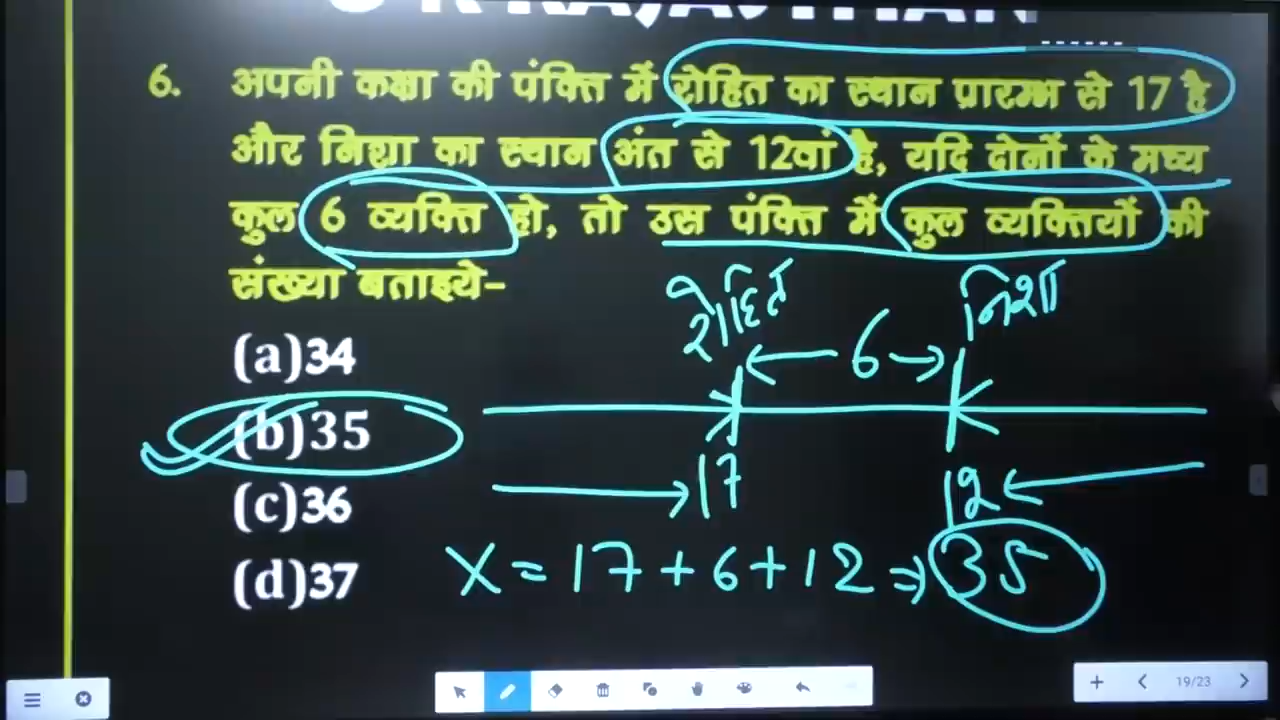 6. अपनी कक्षा की पंक्ति में रोहित का स्थान प्रारम्भ से 17 है
और निशा का स्थान अंत से 12वां है, यदि दोनों के मध्य
कुल 6 व्यक्ति हो, तो उस पंक्ति में कुल व्यक्तियों की
संख्या बताइये-
रोहित 6 निशा
(a)34
(b)35
17 12
(c)36
X = 17 + 6 + 12 ⇒ 35
(d)37
19/23